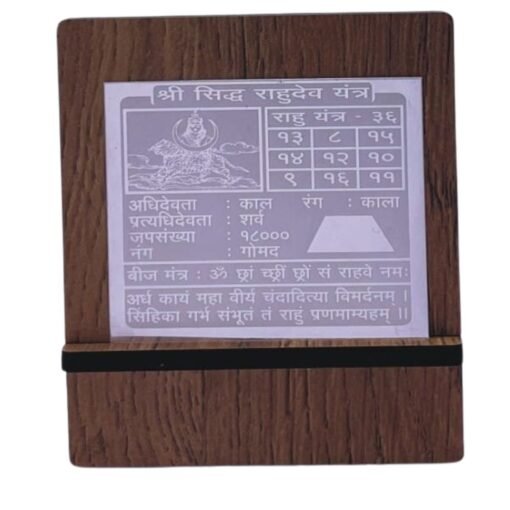 श्री सिद्ध राहुदेव यंत्र
राहु यंत्र - ३६
१३ ८ १५
१४ १२ १०
९ १६ ११
अधिदेवता : काल रंग : काला
प्रत्यधिदेवता : शर्व
जपसंख्या : १८०००
नंग : गोमद
बीज मंत्र : ॐ छ्रां च्छ्रीं छ्रों सं राहवे नमः
अर्ध कायं महा वीर्य चंदादित्या विमर्दनम् ।
सिंहिका गर्भ संभूतं तं राहुं प्रणमाम्यहम् ।।